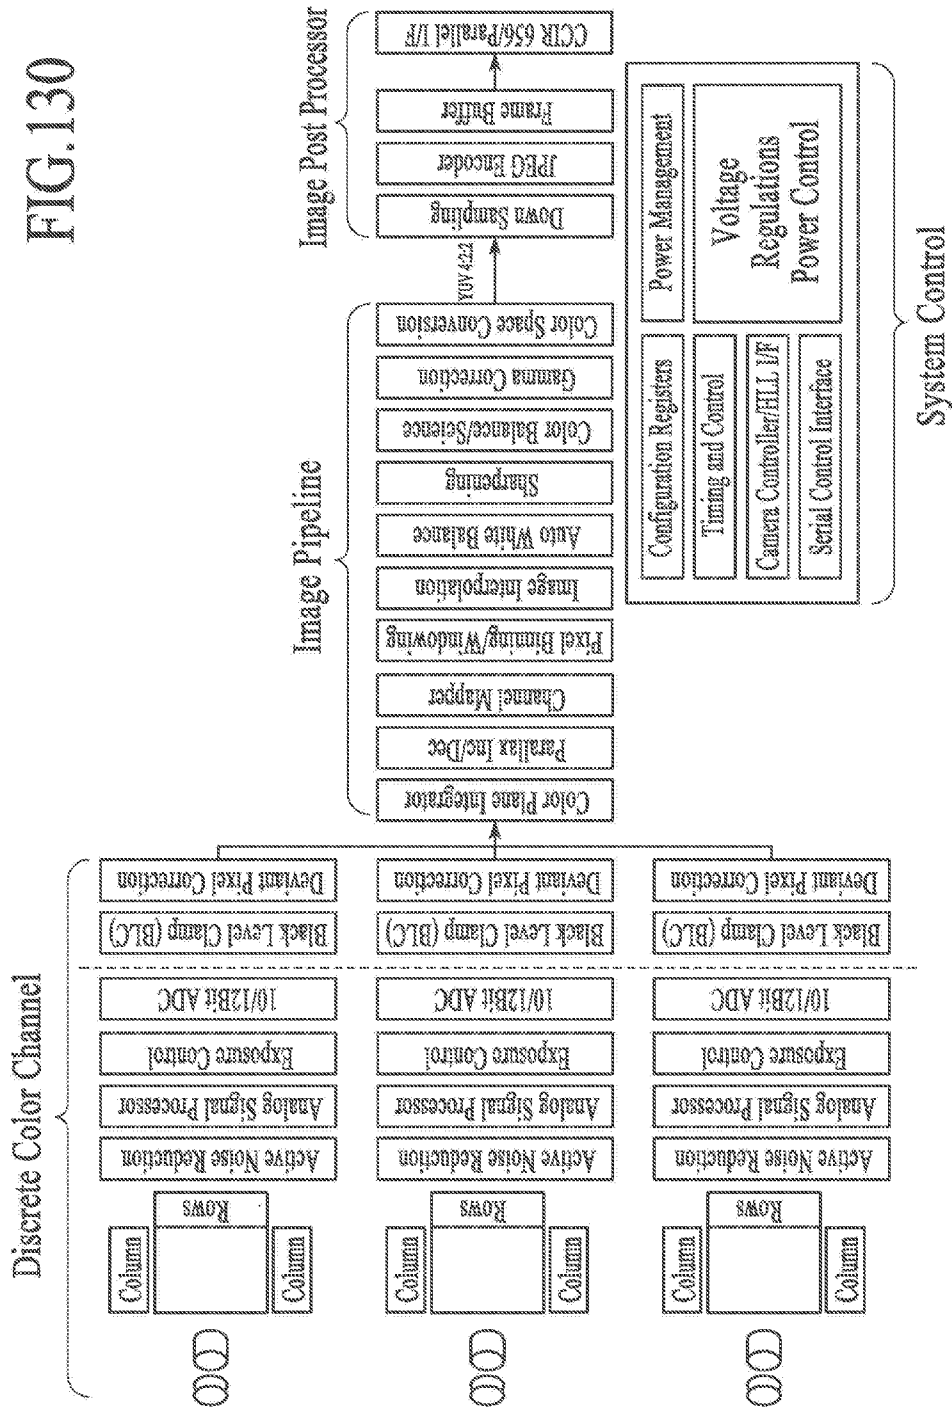 FIG.130
Discrete Color Channel
Column
Rows
Column
Active Noise Reduction
Analog Signal Processor
Exposure Control
10/12Bit ADC
Black Level Clamp (BLC)
Deviant Pixel Correction
Column
Rows
Column
Active Noise Reduction
Analog Signal Processor
Exposure Control
10/12Bit ADC
Black Level Clamp (BLC)
Deviant Pixel Correction
Column
Rows
Column
Active Noise Reduction
Analog Signal Processor
Exposure Control
10/12Bit ADC
Black Level Clamp (BLC)
Deviant Pixel Correction
Image Pipeline
Color Plane Integrator
Parallax Inc/Dec
Channel Mapper
Pixel Binning/Windowing
Image Interpolation
Auto White Balance
Sharpening
Color Balance/Science
Gamma Correction
Color Space Conversion
YUV 4:2:2
Image Post Processor
Down Sampling
JPEG Encoder
Frame Buffer
CCIR 656/Parallel I/F
Configuration Registers
Timing and Control
Camera Controller/HLL I/F
Serial Control Interface
Power Management
Voltage
Regulations
Power Control
System Control